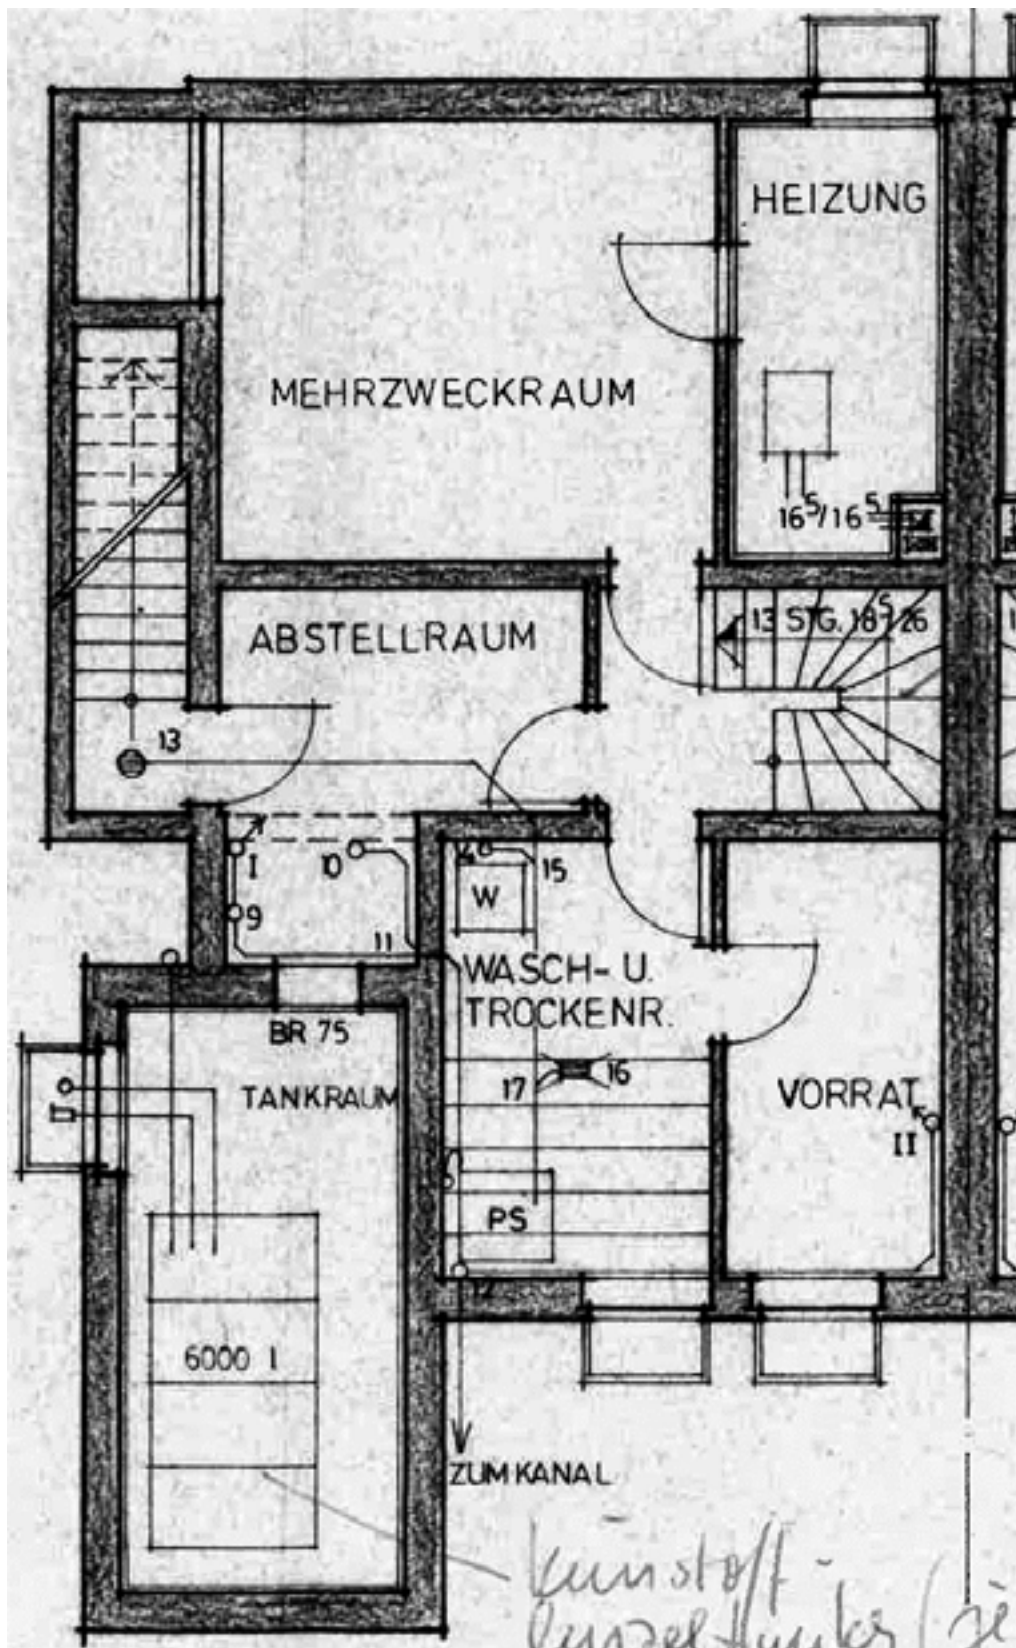 HEIZUNG
MEHRZWECKRAUM
16⁵/16⁵
ABSTELLRAUM
13 STG. 18⁵/26
13
I
10
15
W
9
11
WASCH- U.
TROCKENR.
BR 75
17
16
TANKRAUM
VORRAT
II
PS
12
6000 l
ZUM KANAL